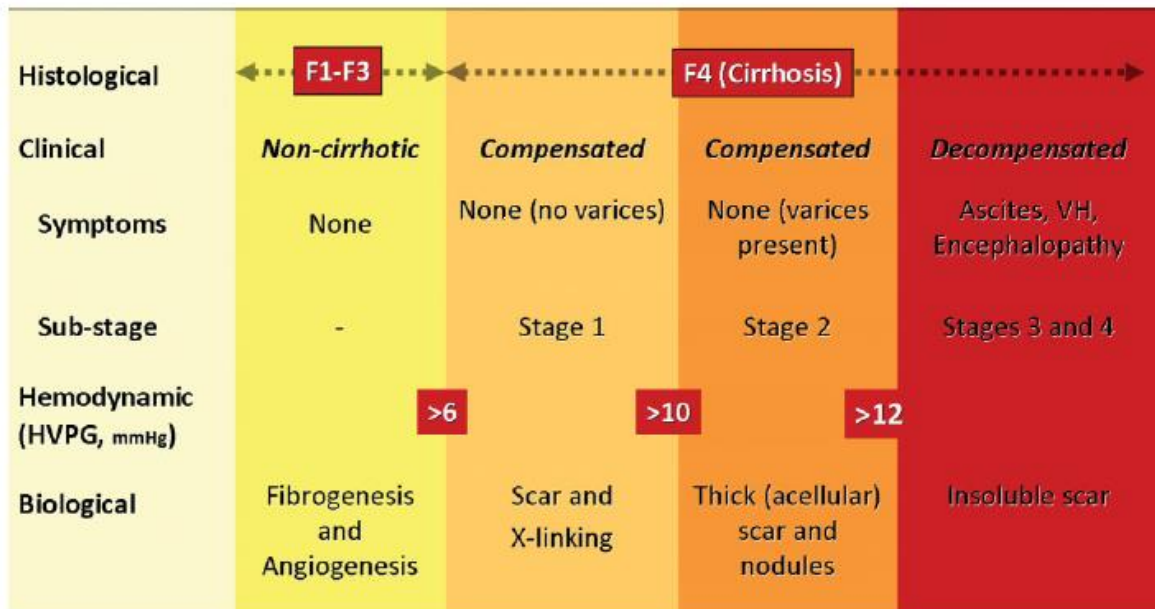 Histological F1-F3 F4 (Cirrhosis)
Clinical Non-cirrhotic Compensated Compensated Decompensated
Symptoms None None (no varices) None (varices present) Ascites, VH, Encephalopathy
Sub-stage - Stage 1 Stage 2 Stages 3 and 4
Hemodynamic
(HVPG, mmHg) >6 >10 >12
Biological Fibrogenesis and Angiogenesis Scar and X-linking Thick (acellular) scar and nodules Insoluble scar